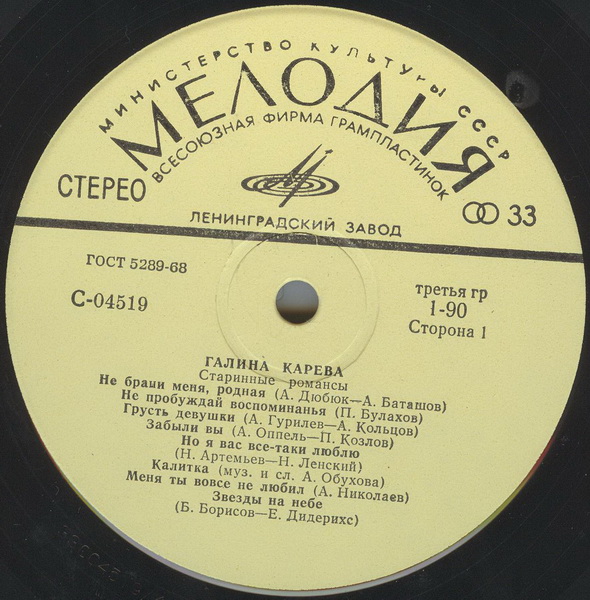 МИНИСТЕРСТВО КУЛЬТУРЫ СССР
МЕЛОДИЯ
ВСЕСОЮЗНАЯ ФИРМА ГРАМПЛАСТИНОК
СТЕРЕО
33
ЛЕНИНГРАДСКИЙ ЗАВОД
ГОСТ 5289-68
С-04519
третья гр
1-90
Сторона 1
ГАЛИНА КАРЕВА
Старинные романсы
Не брани меня, родная (А. Дюбюк—А. Баташов)
Не пробуждай воспоминанья (П. Булахов)
Грусть девушки (А. Гурилев—А. Кольцов)
Забыли вы (А. Оппель—П. Козлов)
Но я вас все-таки люблю
(Н. Артемьев—Н. Ленский)
Калитка (муз. и сл. А. Обухова)
Меня ты вовсе не любил (А. Николаев)
Звезды на небе
(Б. Борисов—Е. Дидерихс)